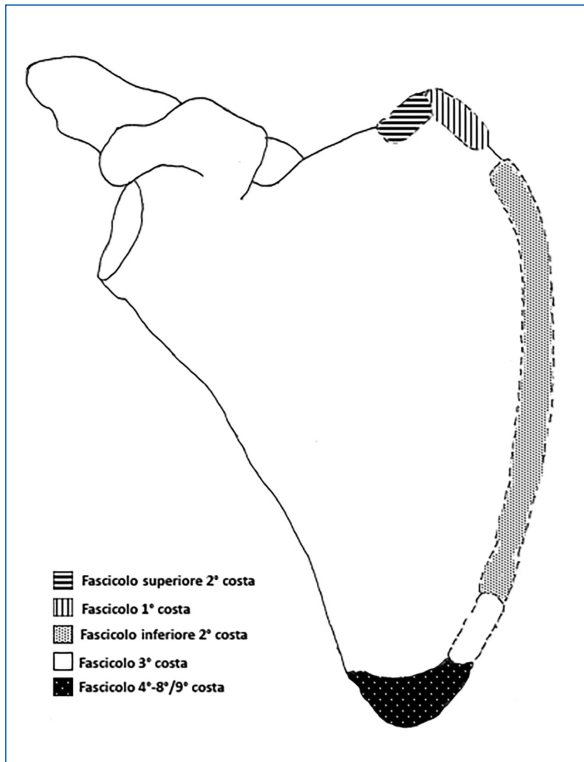 Fascicolo superiore 2° costa
Fascicolo 1° costa
Fascicolo inferiore 2° costa
Fascicolo 3° costa
Fascicolo 4°-8°/9° costa